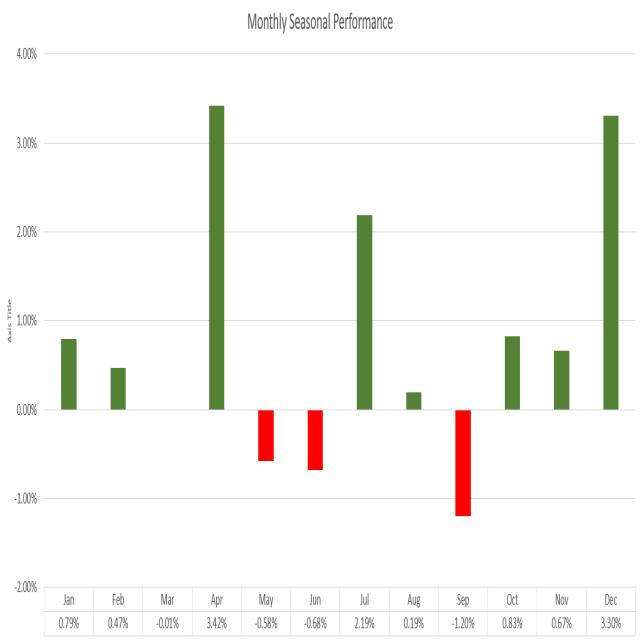 Monthly Seasonal Performance
4.00%
3.00%
2.00%
1.00%
0.00%
-1.00%
-2.00%
Axis Title
Jan Feb Mar Apr May Jun Jul Aug Sep Oct Nov Dec
0.79% 0.47% -0.01% 3.42% -0.58% -0.68% 2.19% 0.19% -1.20% 0.83% 0.67% 3.30%